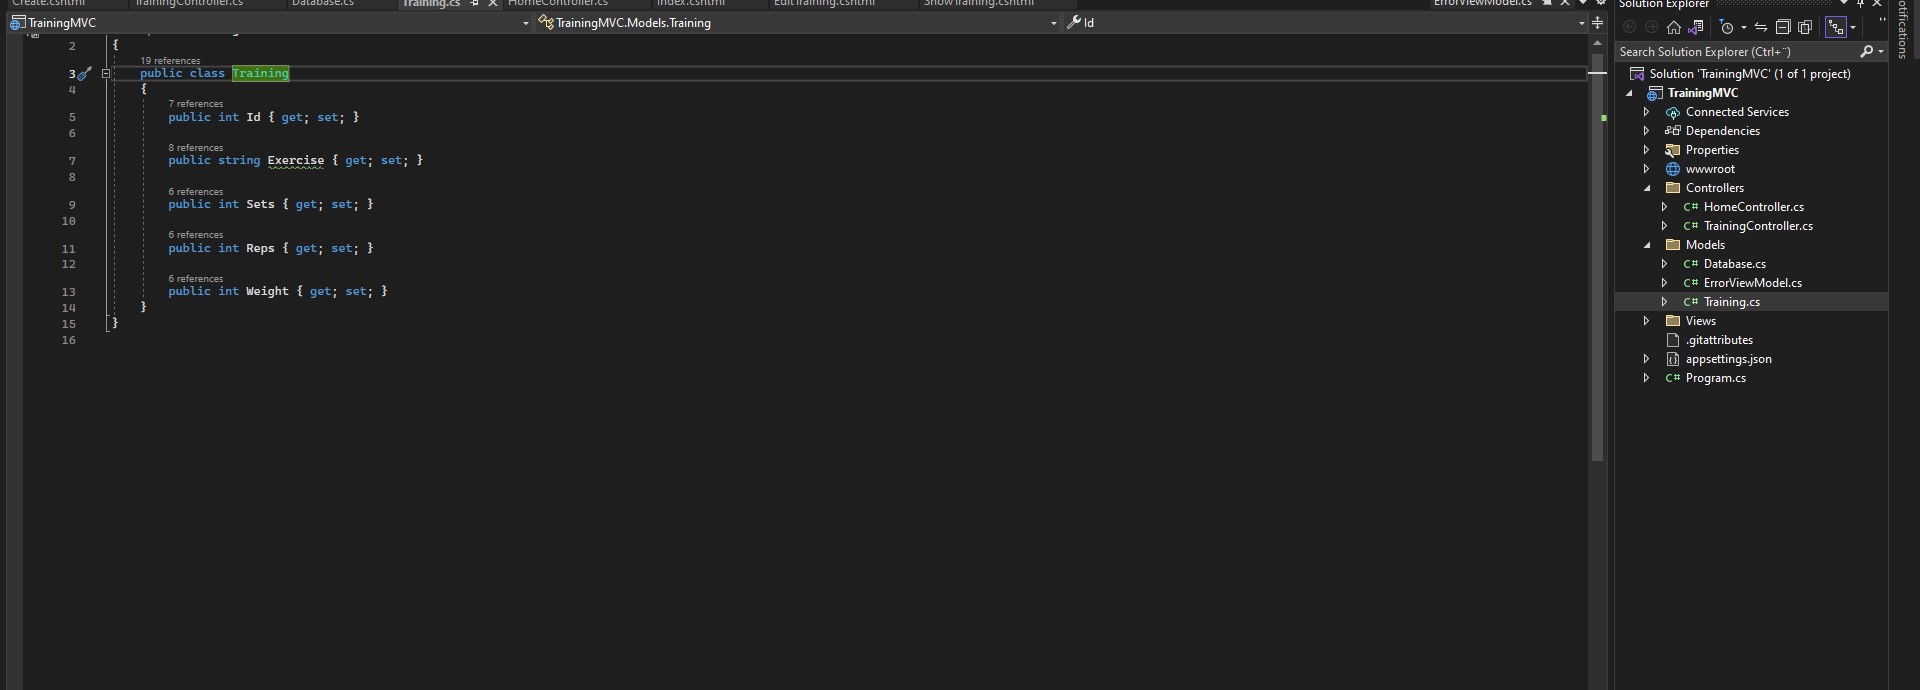 Create.cshtml TrainingController.cs Database.cs Training.cs HomeController.cs Index.cshtml EditTraining.cshtml ShowTraining.cshtml ErrorViewModel.cs
TrainingMVC TrainingMVC.Models.Training Id
2 {
19 references
3 public class Training
4 {
7 references
5 public int Id { get; set; }
6
8 references
7 public string Exercise { get; set; }
8
6 references
9 public int Sets { get; set; }
10
6 references
11 public int Reps { get; set; }
12
6 references
13 public int Weight { get; set; }
14 }
15 }
16
Solution Explorer
Search Solution Explorer (Ctrl+¨)
Solution 'TrainingMVC' (1 of 1 project)
TrainingMVC
Connected Services
Dependencies
Properties
wwwroot
Controllers
C# HomeController.cs
C# TrainingController.cs
Models
C# Database.cs
C# ErrorViewModel.cs
C# Training.cs
Views
.gitattributes
appsettings.json
C# Program.cs
otifications